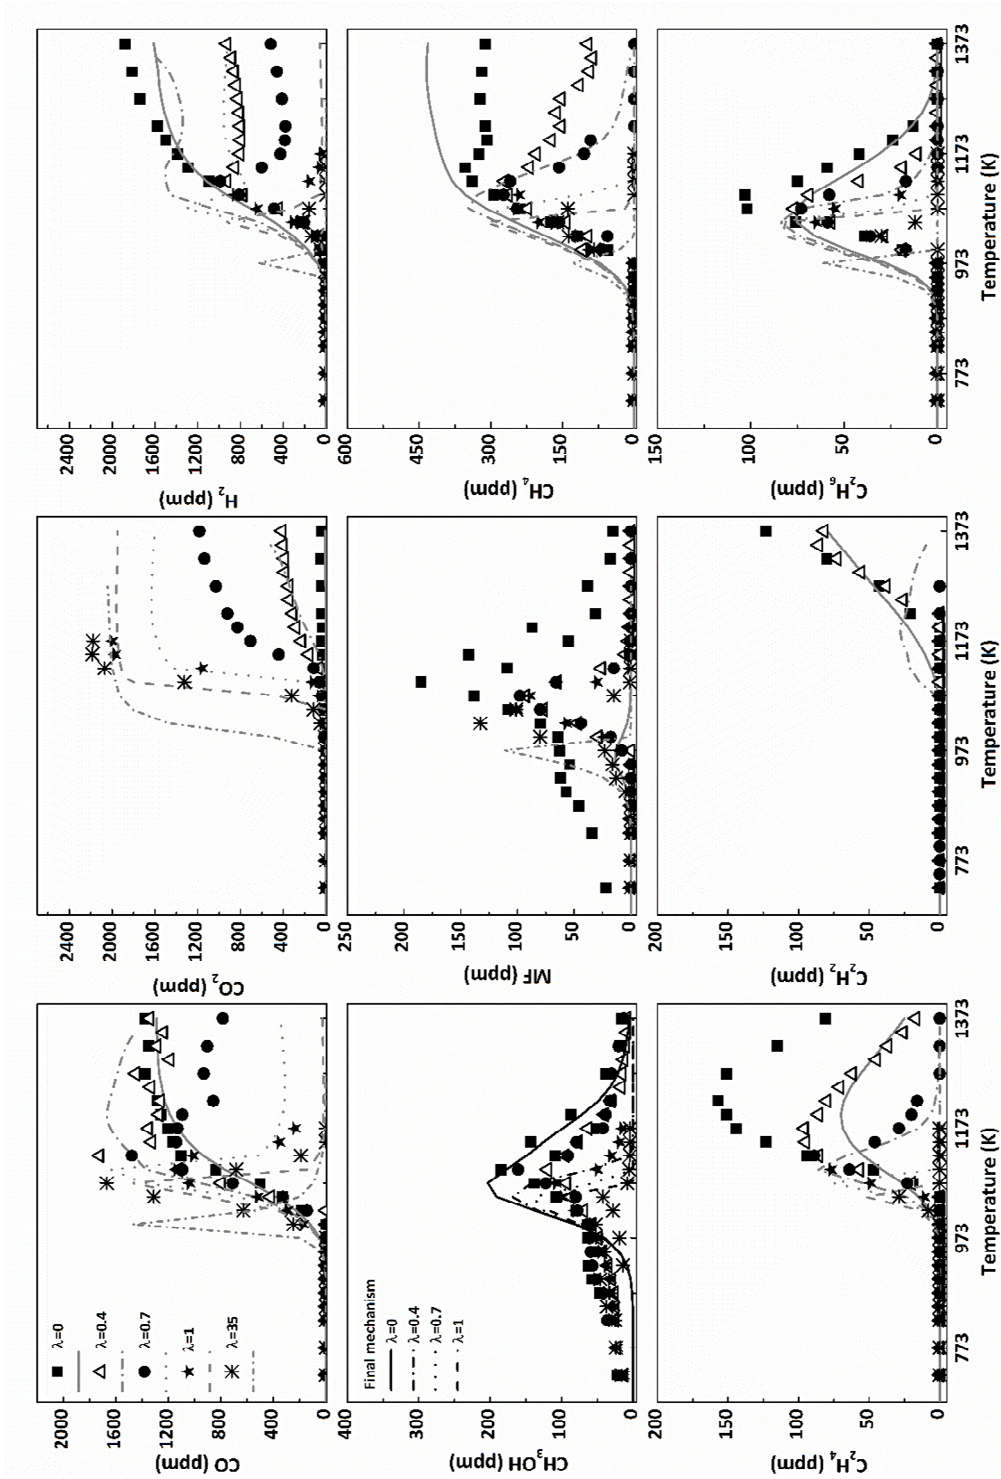 CO (ppm)
2000
1600
1200
800
400
0
λ=0
λ=0.4
λ=0.7
λ=1
λ=35
CO₂ (ppm)
2400
2000
1600
1200
800
400
0
H₂ (ppm)
2400
2000
1600
1200
800
400
0
CH₃OH (ppm)
400
300
200
100
0
Final mechanism
λ=0
λ=0.4
λ=0.7
λ=1
MF (ppm)
250
200
150
100
50
0
CH₄ (ppm)
600
450
300
150
0
C₂H₄ (ppm)
200
150
100
50
0
773 973 1173 1373
Temperature (K)
C₂H₂ (ppm)
200
150
100
50
0
773 973 1173 1373
Temperature (K)
C₂H₆ (ppm)
150
100
50
0
773 973 1173 1373
Temperature (K)